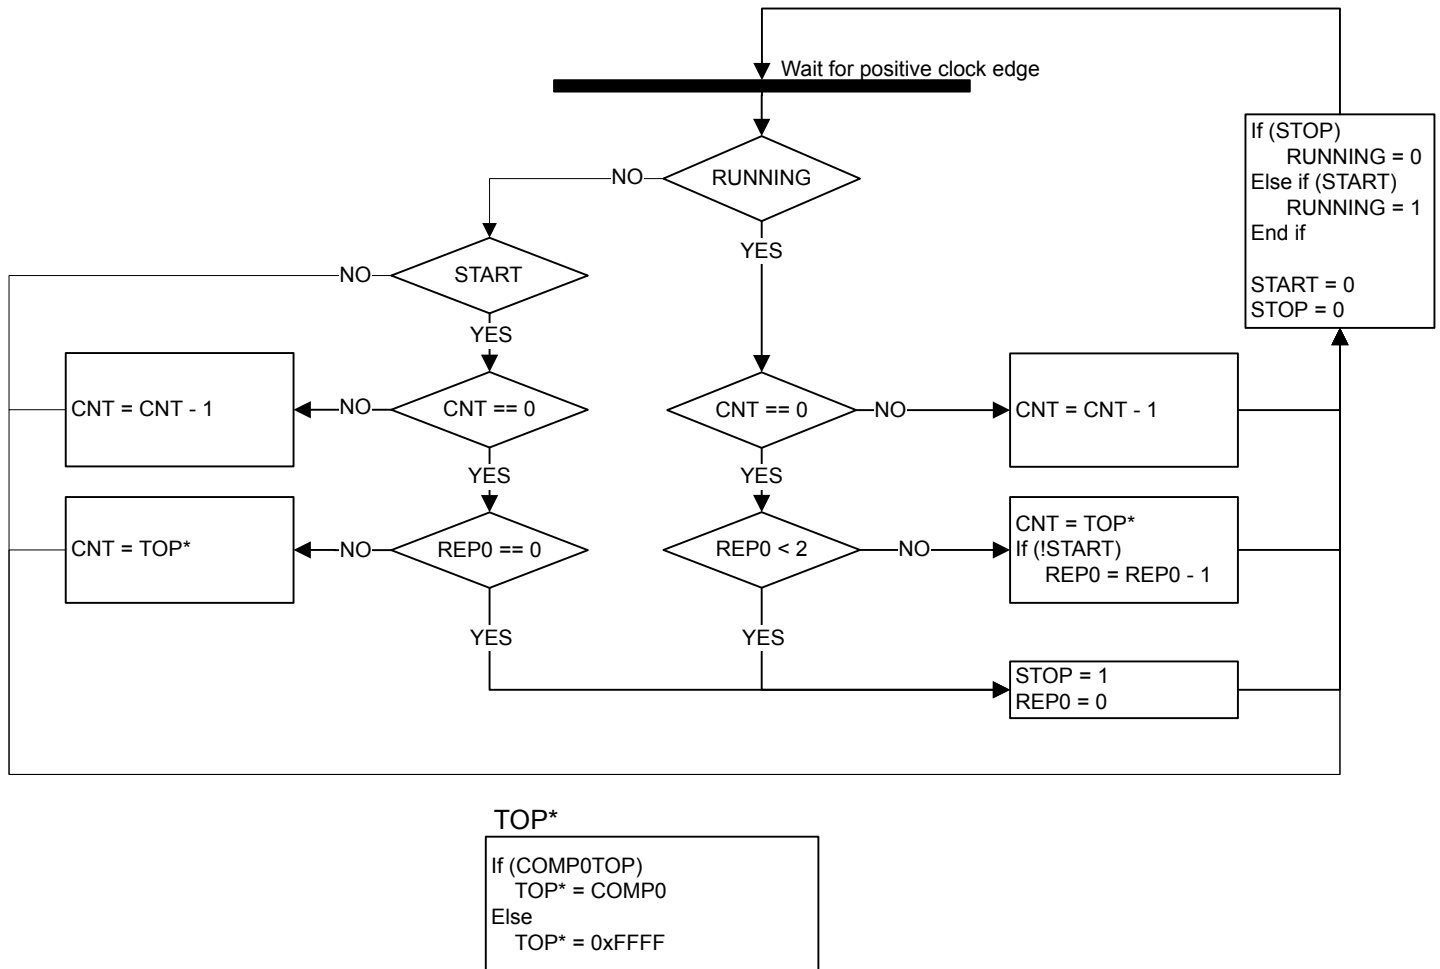 Wait for positive clock edge
RUNNING
NO
YES
If (STOP)
RUNNING = 0
Else if (START)
RUNNING = 1
End if
START = 0
STOP = 0
START
NO
YES
CNT == 0
NO
CNT = CNT - 1
YES
REP0 == 0
NO
CNT = TOP*
YES
CNT == 0
NO
CNT = CNT - 1
YES
REP0 < 2
NO
CNT = TOP*
If (!START)
REP0 = REP0 - 1
YES
STOP = 1
REP0 = 0
TOP*
If (COMP0TOP)
TOP* = COMP0
Else
TOP* = 0xFFFF